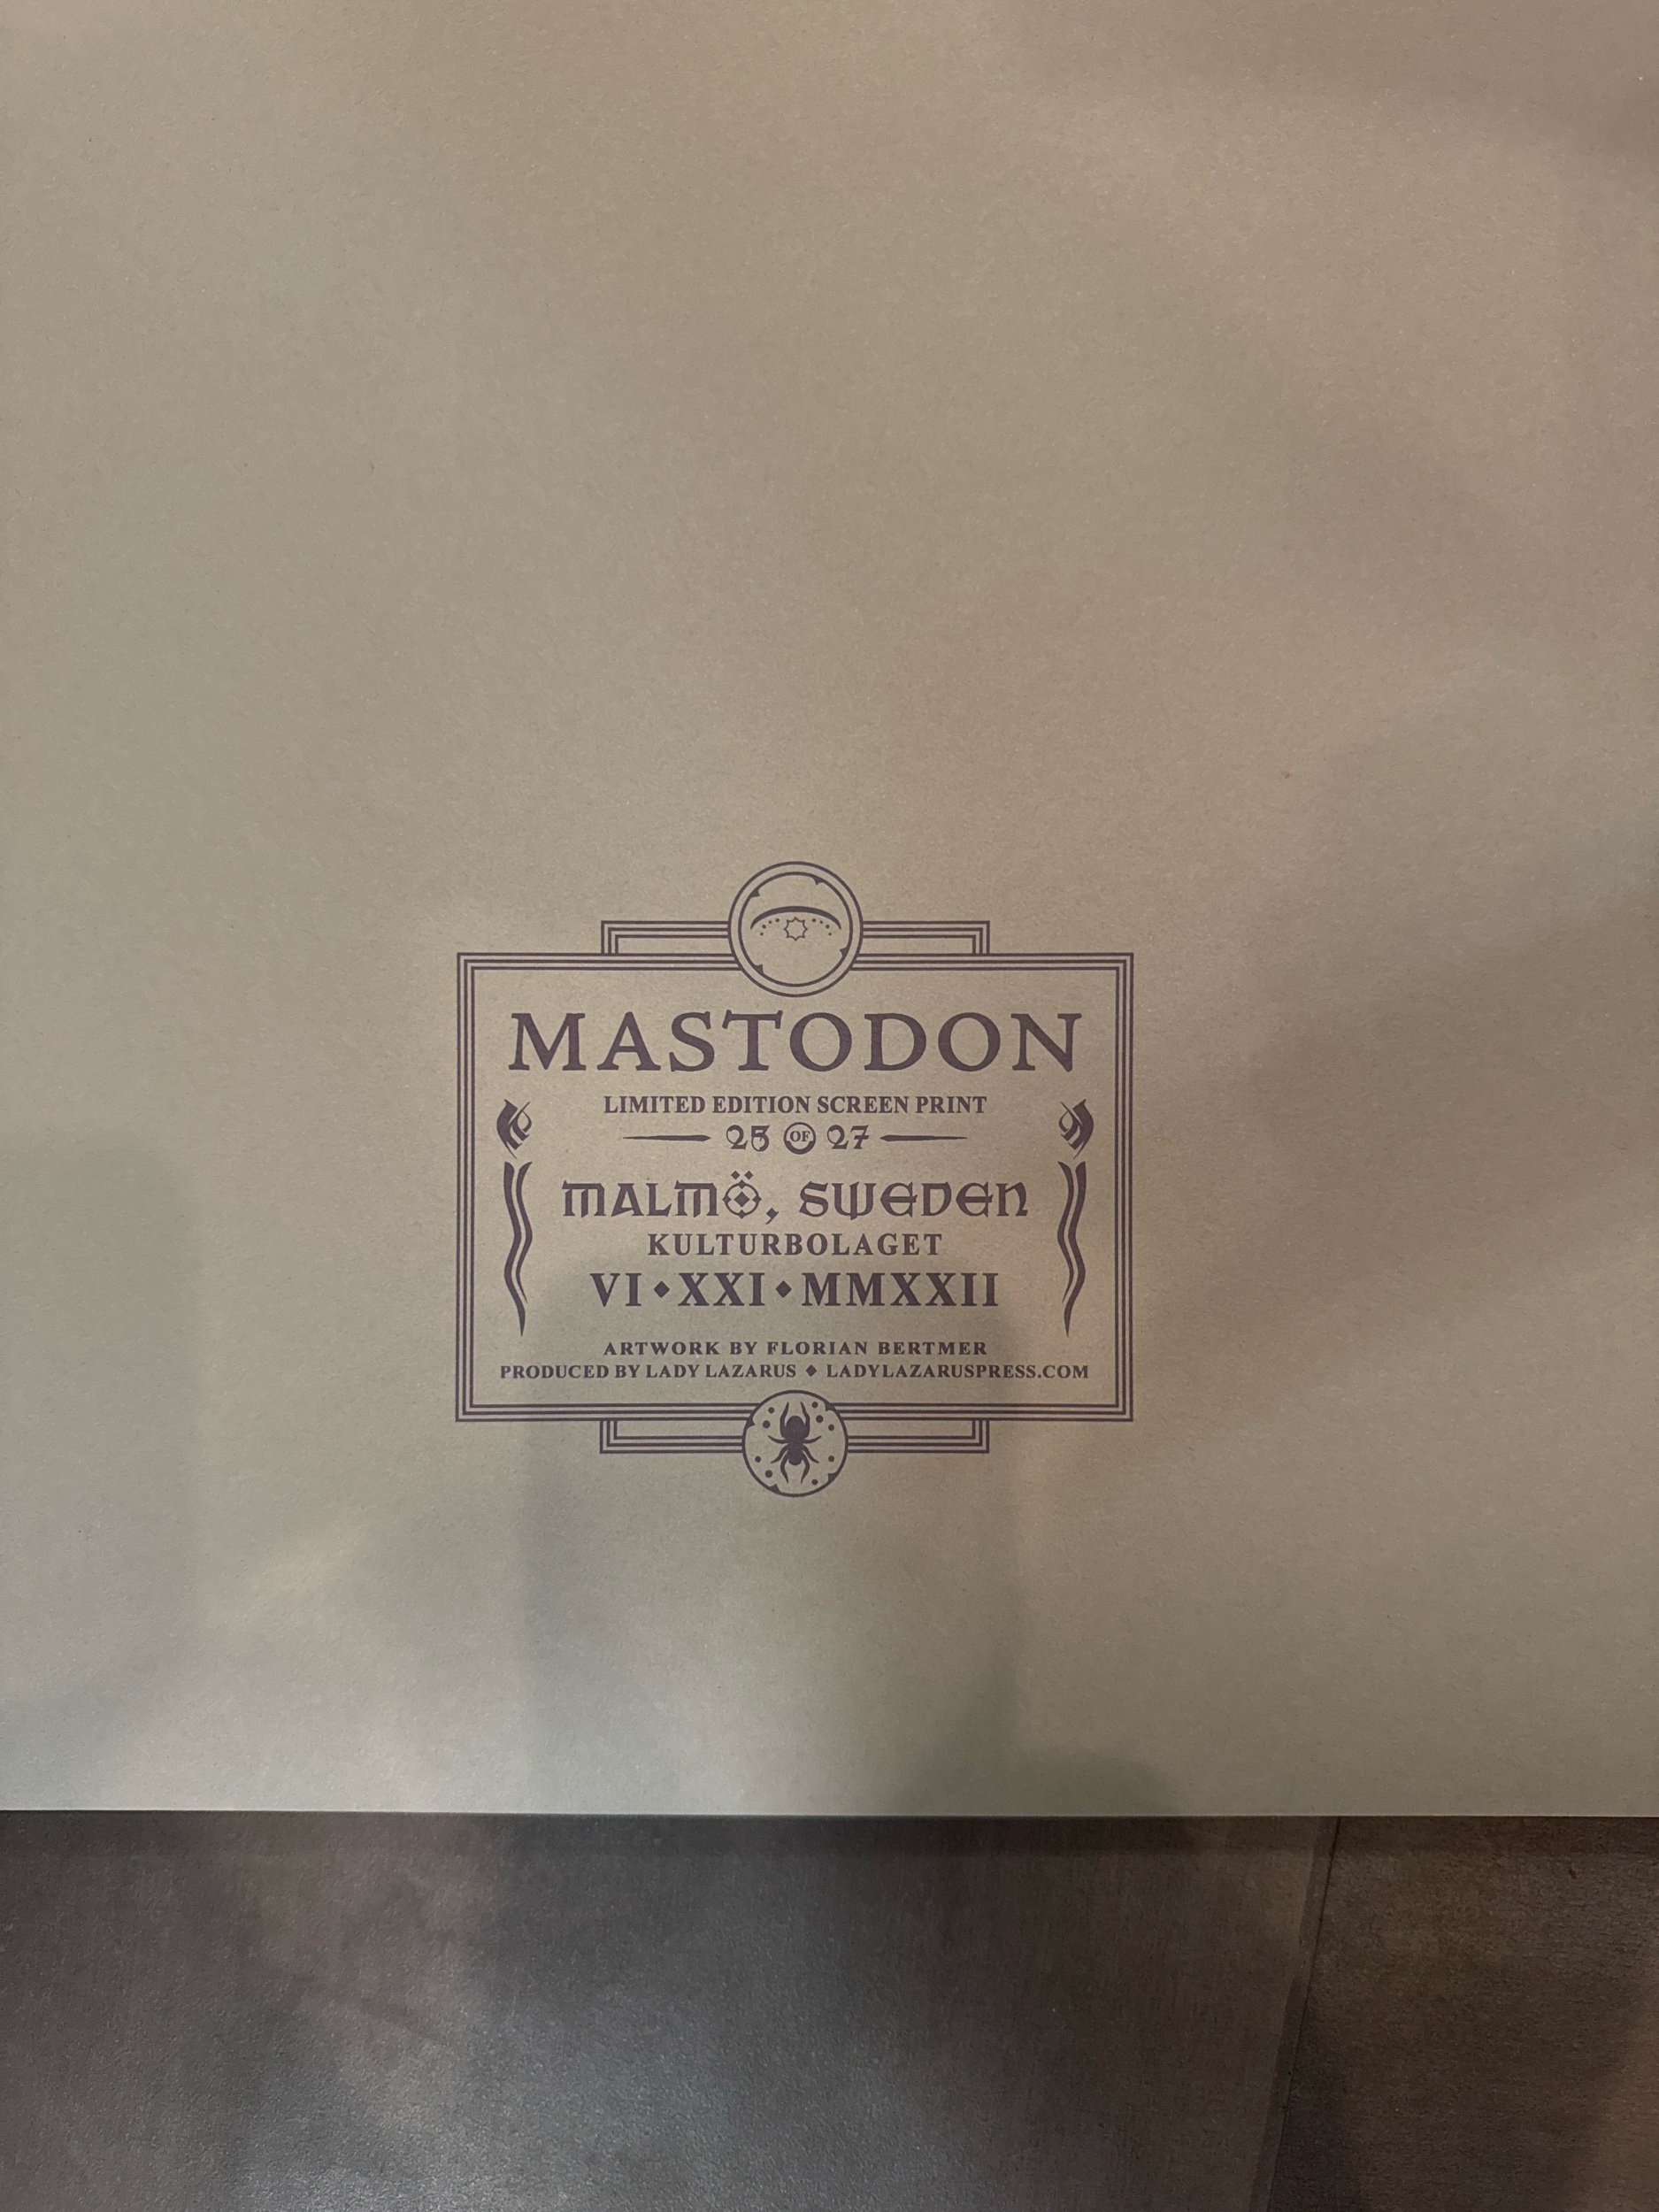 MASTODON
LIMITED EDITION SCREEN PRINT
25 OF 27
MALMÖ, SWEDEN
KULTURBOLAGET
VI◆XXI◆MMXXII
ARTWORK BY FLORIAN BERTMER
PRODUCED BY LADY LAZARUS ◆ LADYLAZARUSPRESS.COM